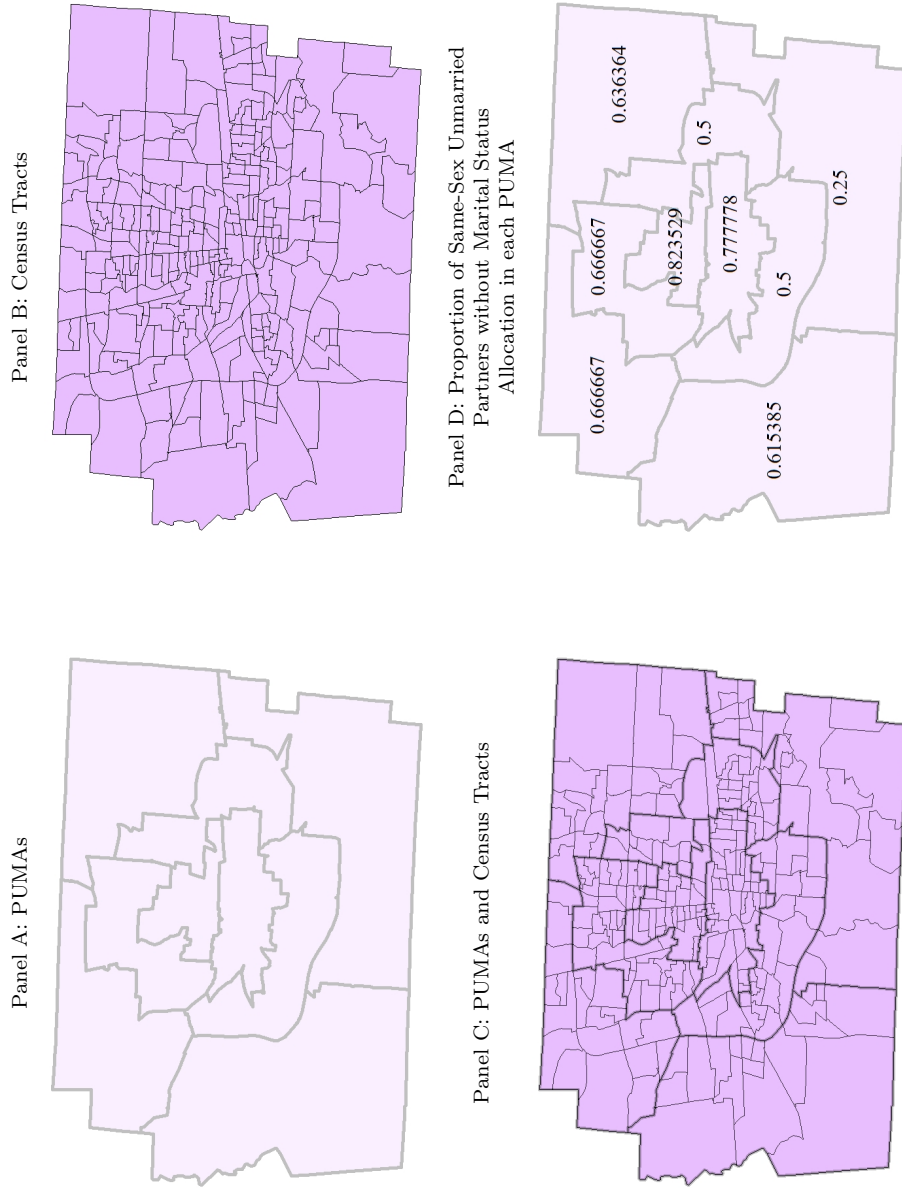 Panel A: PUMAs
Panel B: Census Tracts
Panel C: PUMAs and Census Tracts
Panel D: Proportion of Same-Sex Unmarried
Partners without Marital Status
Allocation in each PUMA
0.666667
0.666667
0.636364
0.823529
0.5
0.777778
0.615385
0.5
0.25